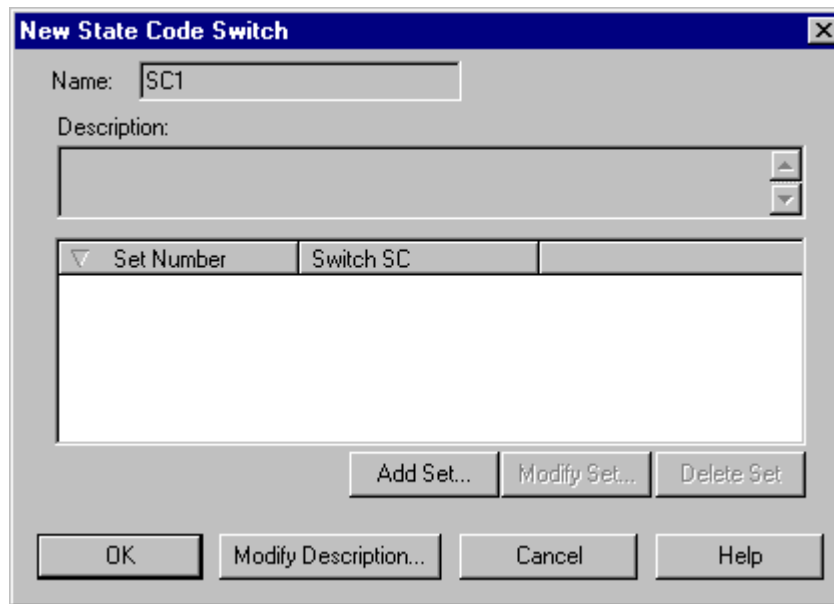 New State Code Switch
Name: SC1
Description:
Set Number Switch SC
Add Set... Modify Set... Delete Set
OK Modify Description... Cancel Help